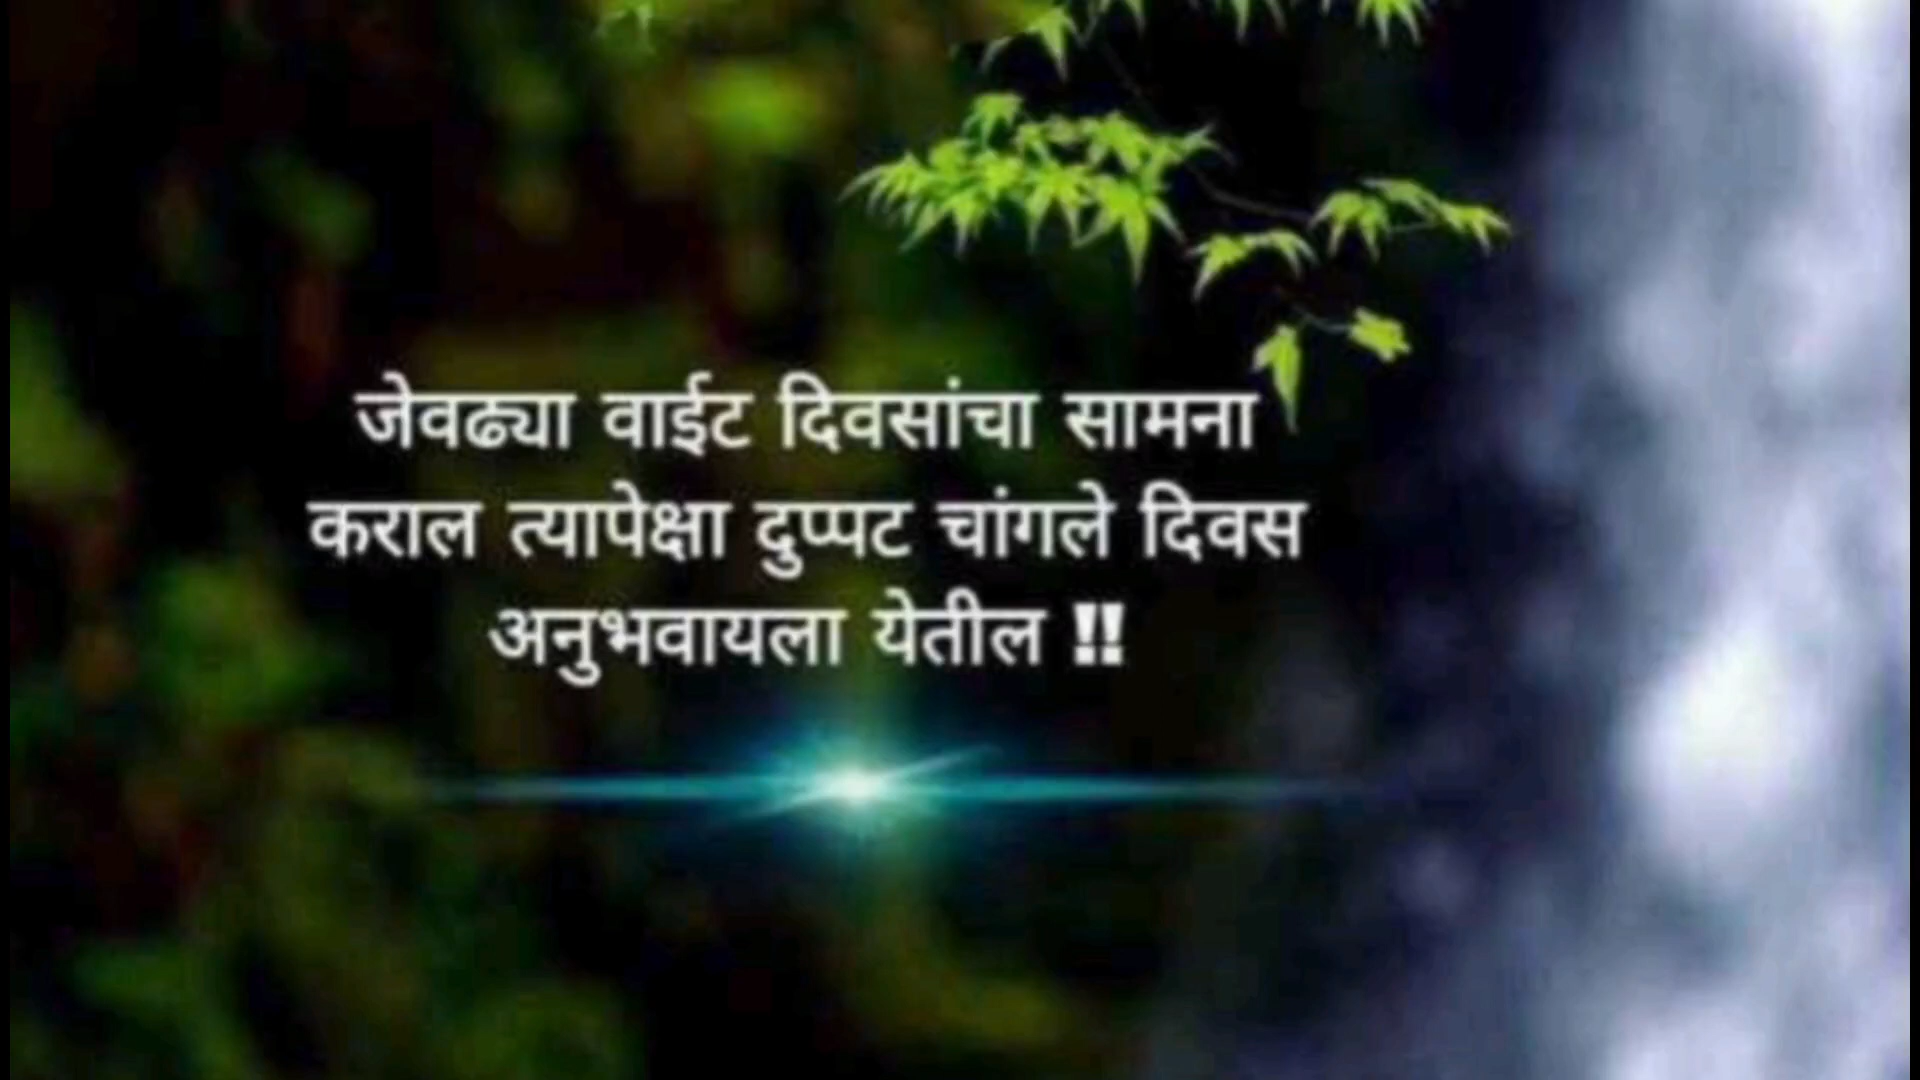 जेवढ्या वाईट दिवसांचा सामना
कराल त्यापेक्षा दुप्पट चांगले दिवस
अनुभवायला येतील !!